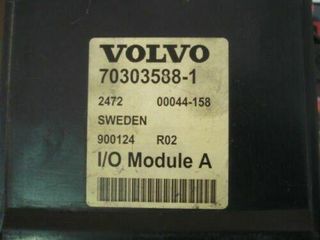 VOLVO
70303588-1
2472 00044-158
SWEDEN
900124 R02
I/O Module A